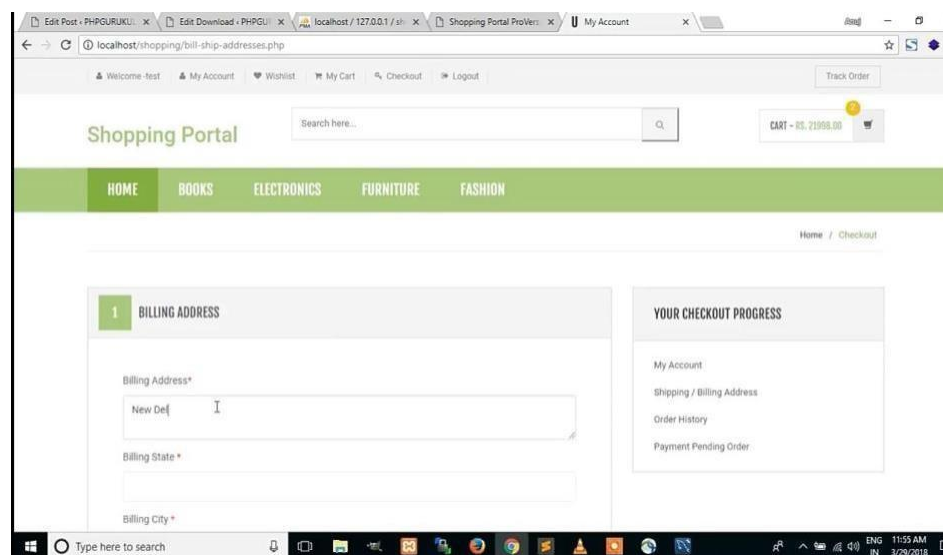 Edit Post ‹ PHPGURUKUL
Edit Download ‹ PHPGU
localhost / 127.0.0.1 / sh
Shopping Portal ProVers
My Account
localhost/shopping/bill-ship-addresses.php
Welcome -test My Account Wishlist My Cart Checkout Logout
Track Order
Shopping Portal
Search here...
CART - RS. 21998.00
2
HOME BOOKS ELECTRONICS FURNITURE FASHION
Home / Checkout
1 BILLING ADDRESS
Billing Address*
New Del
Billing State *
Billing City *
YOUR CHECKOUT PROGRESS
My Account
Shipping / Billing Address
Order History
Payment Pending Order
Type here to search
ENG 11:55 AM
IN 3/29/2018